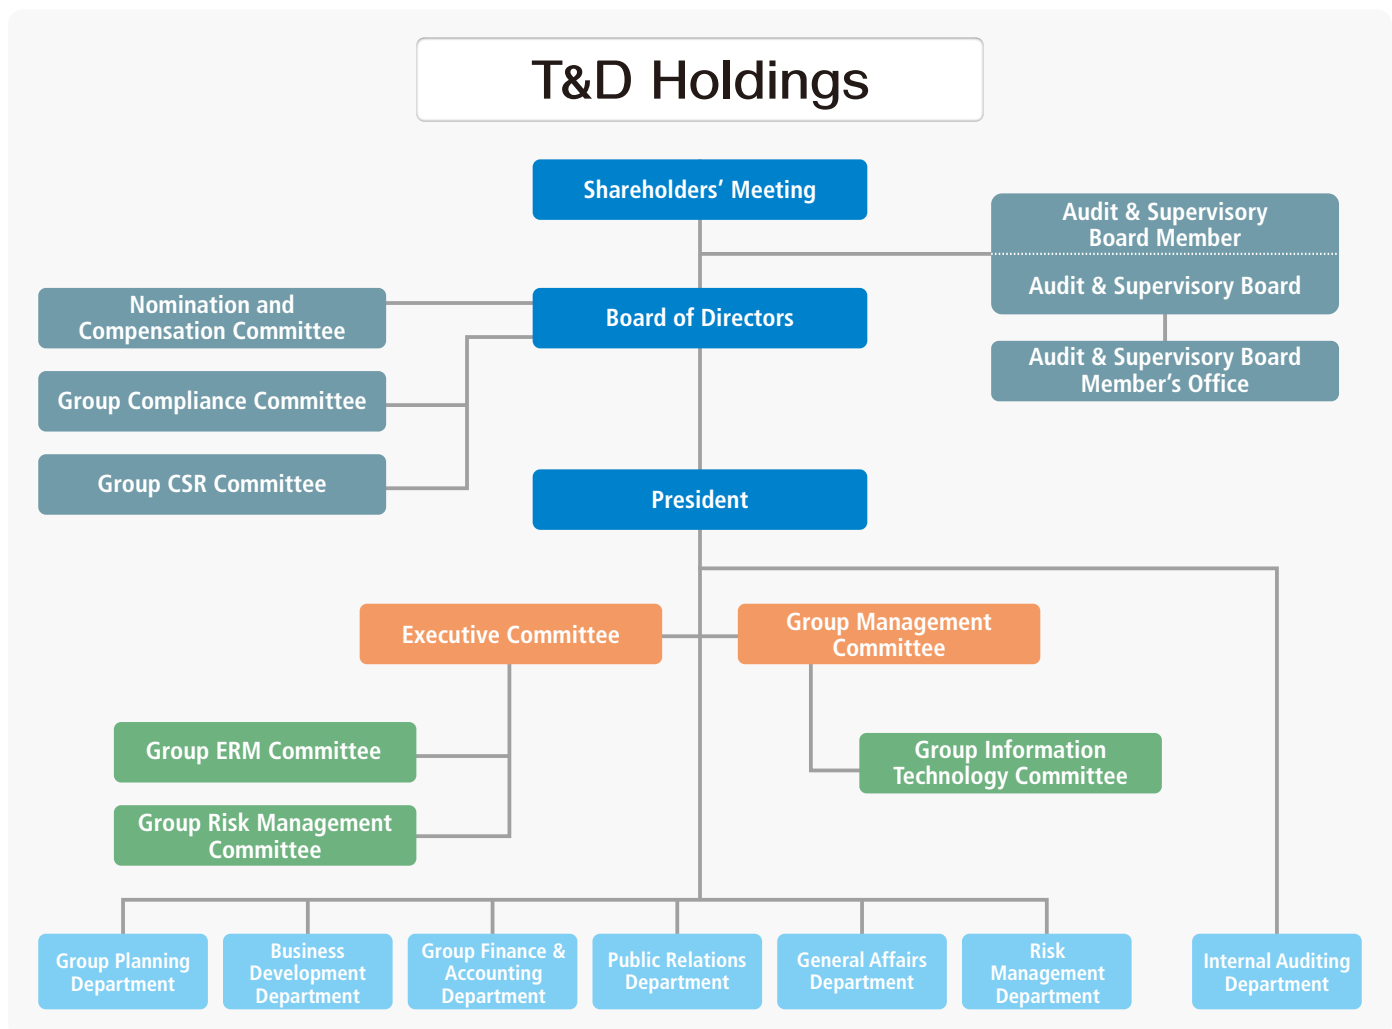 T&D Holdings
Shareholders’ Meeting
Audit & Supervisory
Board Member
Audit & Supervisory Board
Nomination and
Compensation Committee
Board of Directors
Audit & Supervisory Board
Member’s Office
Group Compliance Committee
Group CSR Committee
President
Executive Committee
Group Management
Committee
Group ERM Committee
Group Information
Technology Committee
Group Risk Management
Committee
Group Planning
Department
Business
Development
Department
Group Finance &
Accounting
Department
Public Relations
Department
General Affairs
Department
Risk
Management
Department
Internal Auditing
Department